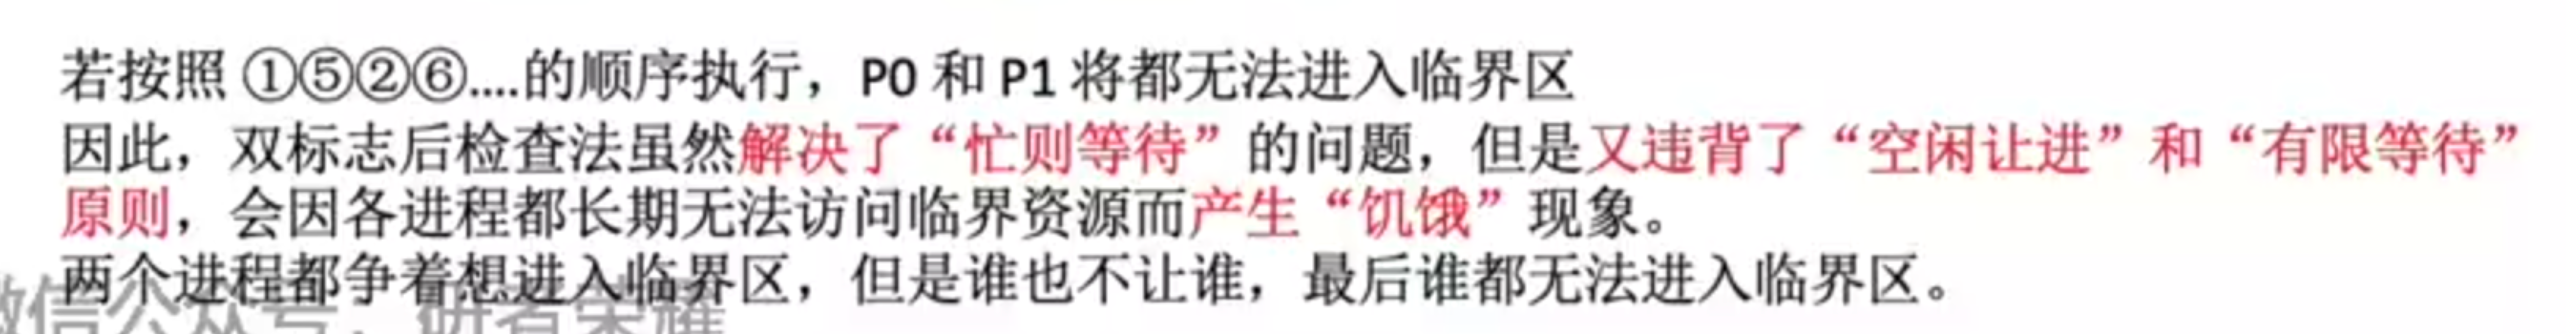 若按照 ①⑤②⑥....的顺序执行，P0 和 P1 将都无法进入临界区
因此，双标志后检查法虽然解决了“忙则等待”的问题，但是又违背了“空闲让进”和“有限等待”
原则，会因各进程都长期无法访问临界资源而产生“饥饿”现象。
两个进程都争着想进入临界区，但是谁也不让谁，最后谁都无法进入临界区。
微信公众号：研者荣耀